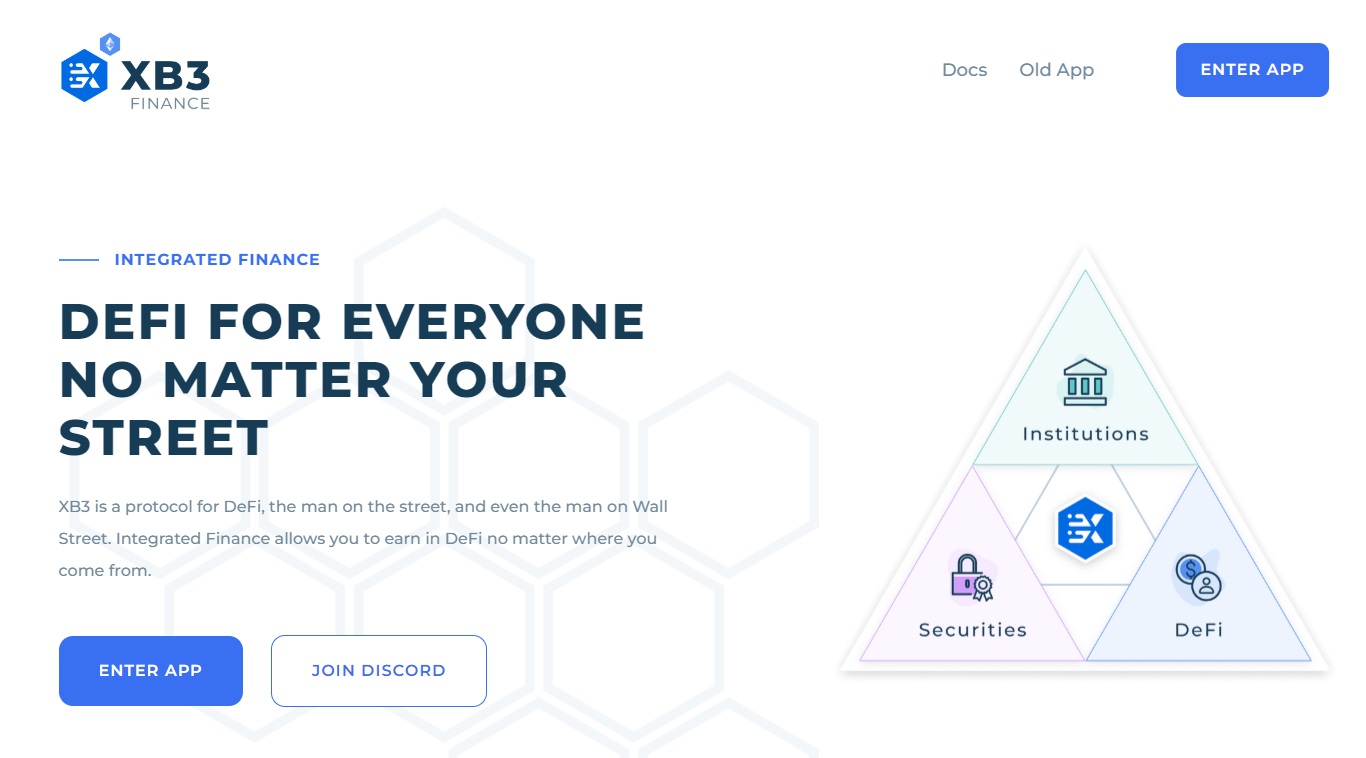 XB3
FINANCE
Docs
Old App
ENTER APP
INTEGRATED FINANCE
DEFI FOR EVERYONE
NO MATTER YOUR
STREET
XB3 is a protocol for DeFi, the man on the street, and even the man on Wall
Street. Integrated Finance allows you to earn in DeFi no matter where you
come from.
ENTER APP
JOIN DISCORD
Institutions
Securities
$
DeFi